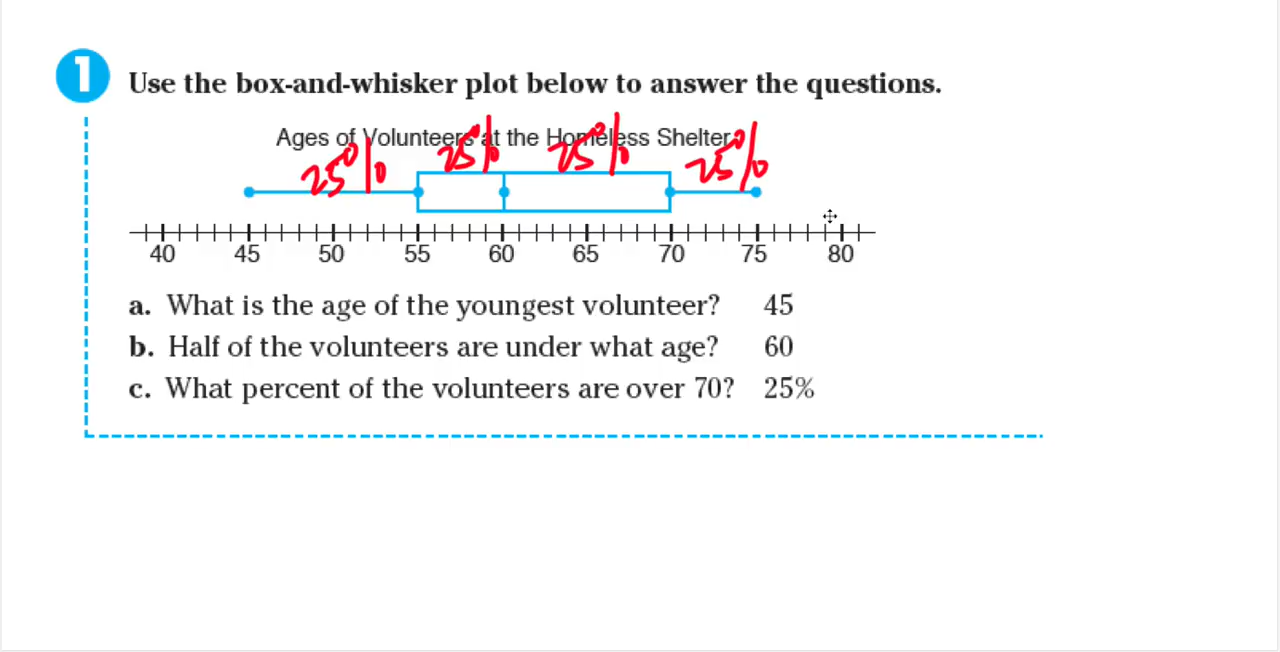 1 Use the box-and-whisker plot below to answer the questions.
Ages of Volunteers at the Homeless Shelter
25% 25% 25% 25%
40 45 50 55 60 65 70 75 80
a. What is the age of the youngest volunteer? 45
b. Half of the volunteers are under what age? 60
c. What percent of the volunteers are over 70? 25%